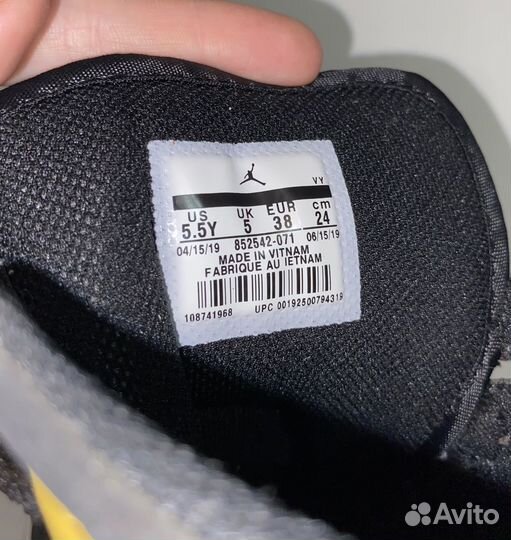 VY
US UK EUR cm
5.5Y 5 38 24
04/15/19 852542-071 06/15/19
MADE IN VITNAM
FABRIQUE AU IETNAM
108741968 UPC 00192500794319
Avito